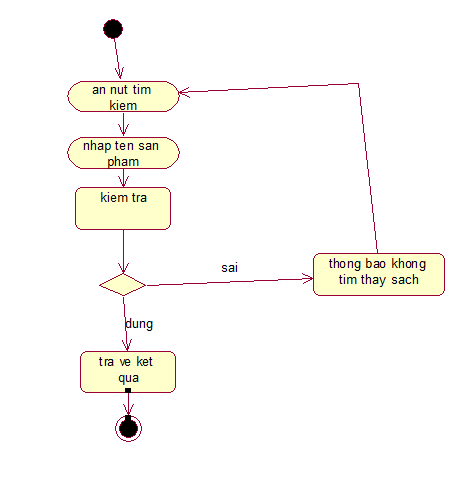 an nut tim
kiem
nhap ten san
pham
kiem tra
sai
thong bao khong
tim thay sach
dung
tra ve ket
qua